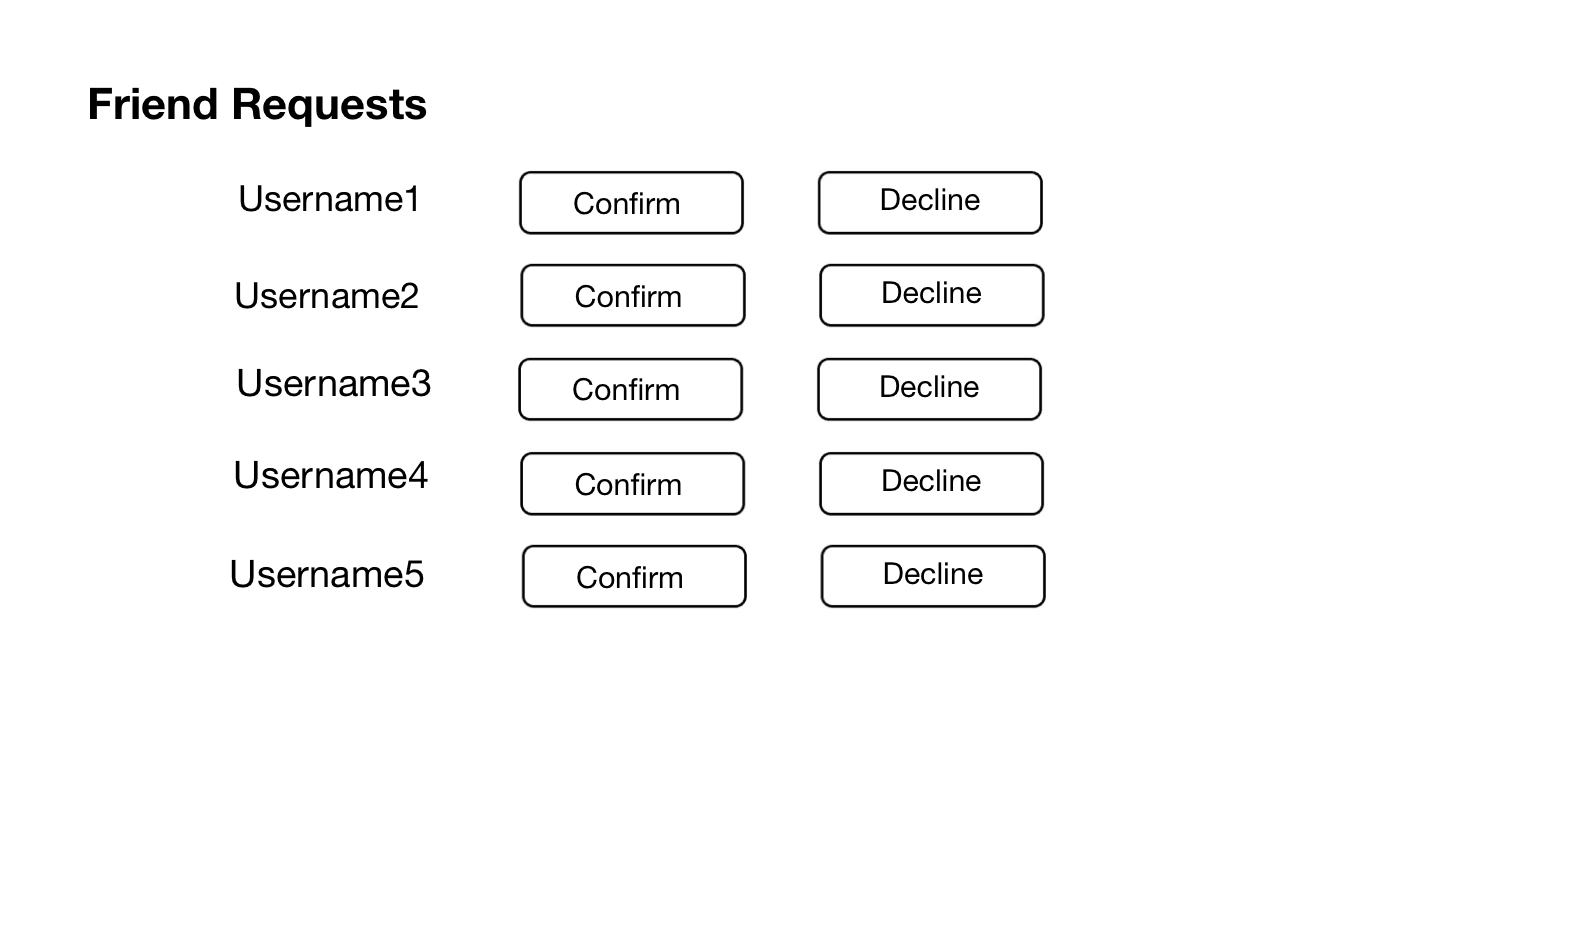 Friend Requests
Username1 Confirm Decline
Username2 Confirm Decline
Username3 Confirm Decline
Username4 Confirm Decline
Username5 Confirm Decline